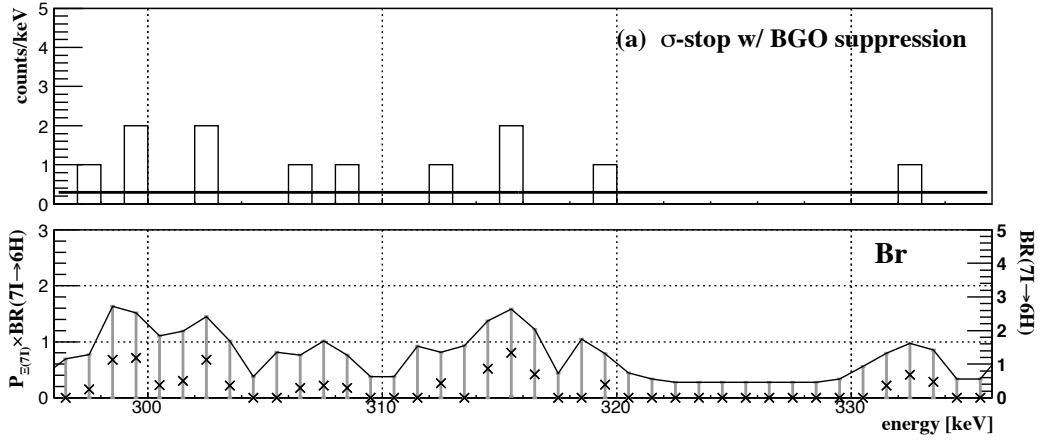 counts/keV
5
4
3
2
1
0
(a) σ-stop w/ BGO suppression
P_Ξ(7I)×BR(7I→6H)
3
2
1
0
Br
5
4
3
2
1
0
BR(7I→6H)
300 310 320 330
energy [keV]